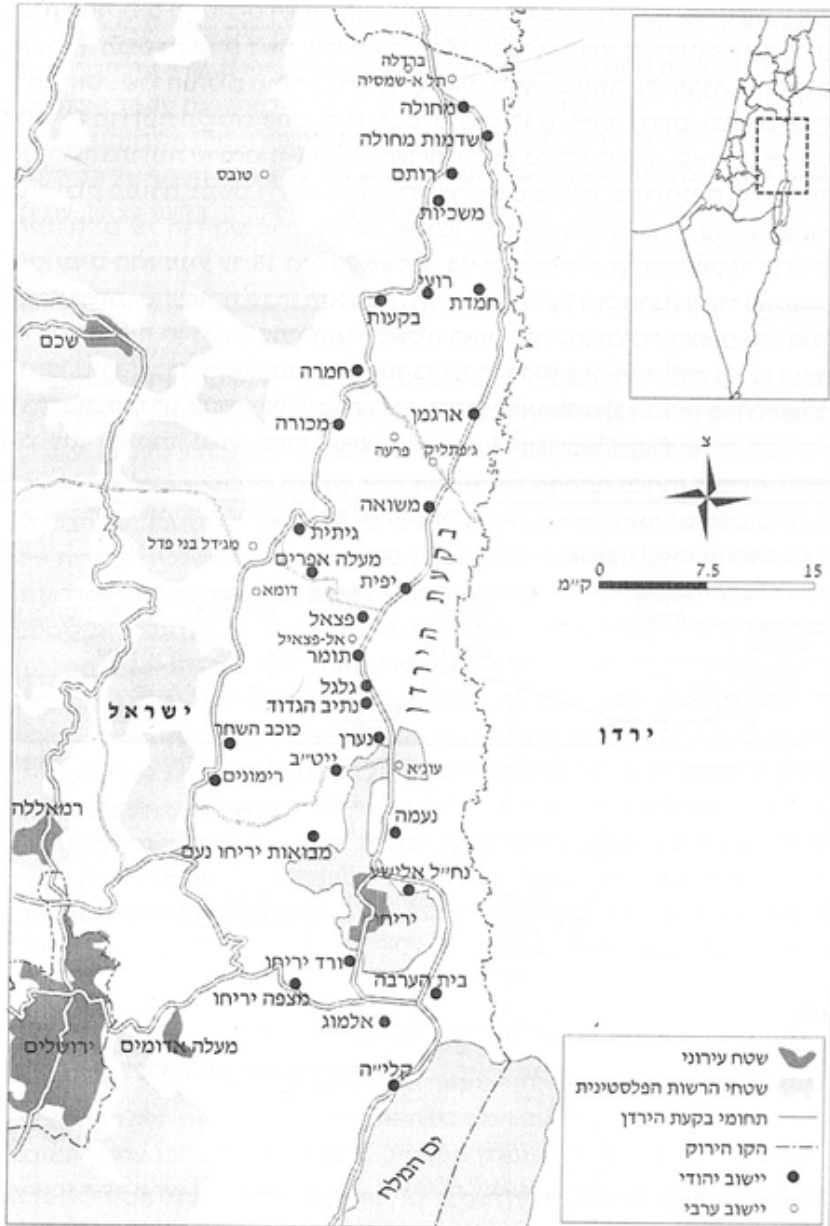 ברדלה
תל א-שמסיה
מחולה
שדמות מחולה
רותם
טובס
משכיות
רועי
חמדת
בקעות
שכם
חמרה
ארגמן
מכורה
פרעה
ג׳פתליק
משואה
גיתית
מג׳דל בני פדל
מעלה אפרים
דומא
יפית
פצאל
אל-פצאיל
תומר
גלגל
נתיב הגדוד
בקעת הירדן
ישראל
ירדן
כוכב השחר
נערן
ייט״ב
עוג׳א
רימונים
רמאללה
נעמה
מבואות יריחו נעם
נח״ל אלישע
יריחו
ורד יריחו
מצפה יריחו
בית הערבה
אלמוג
ירושלים
מעלה אדומים
קלי״ה
ים המלח
צ
0 7,5 15
ק״מ
שטח עירוני
שטחי הרשות הפלסטינית
תחומי בקעת הירדן
הקו הירוק
יישוב יהודי
יישוב ערבי